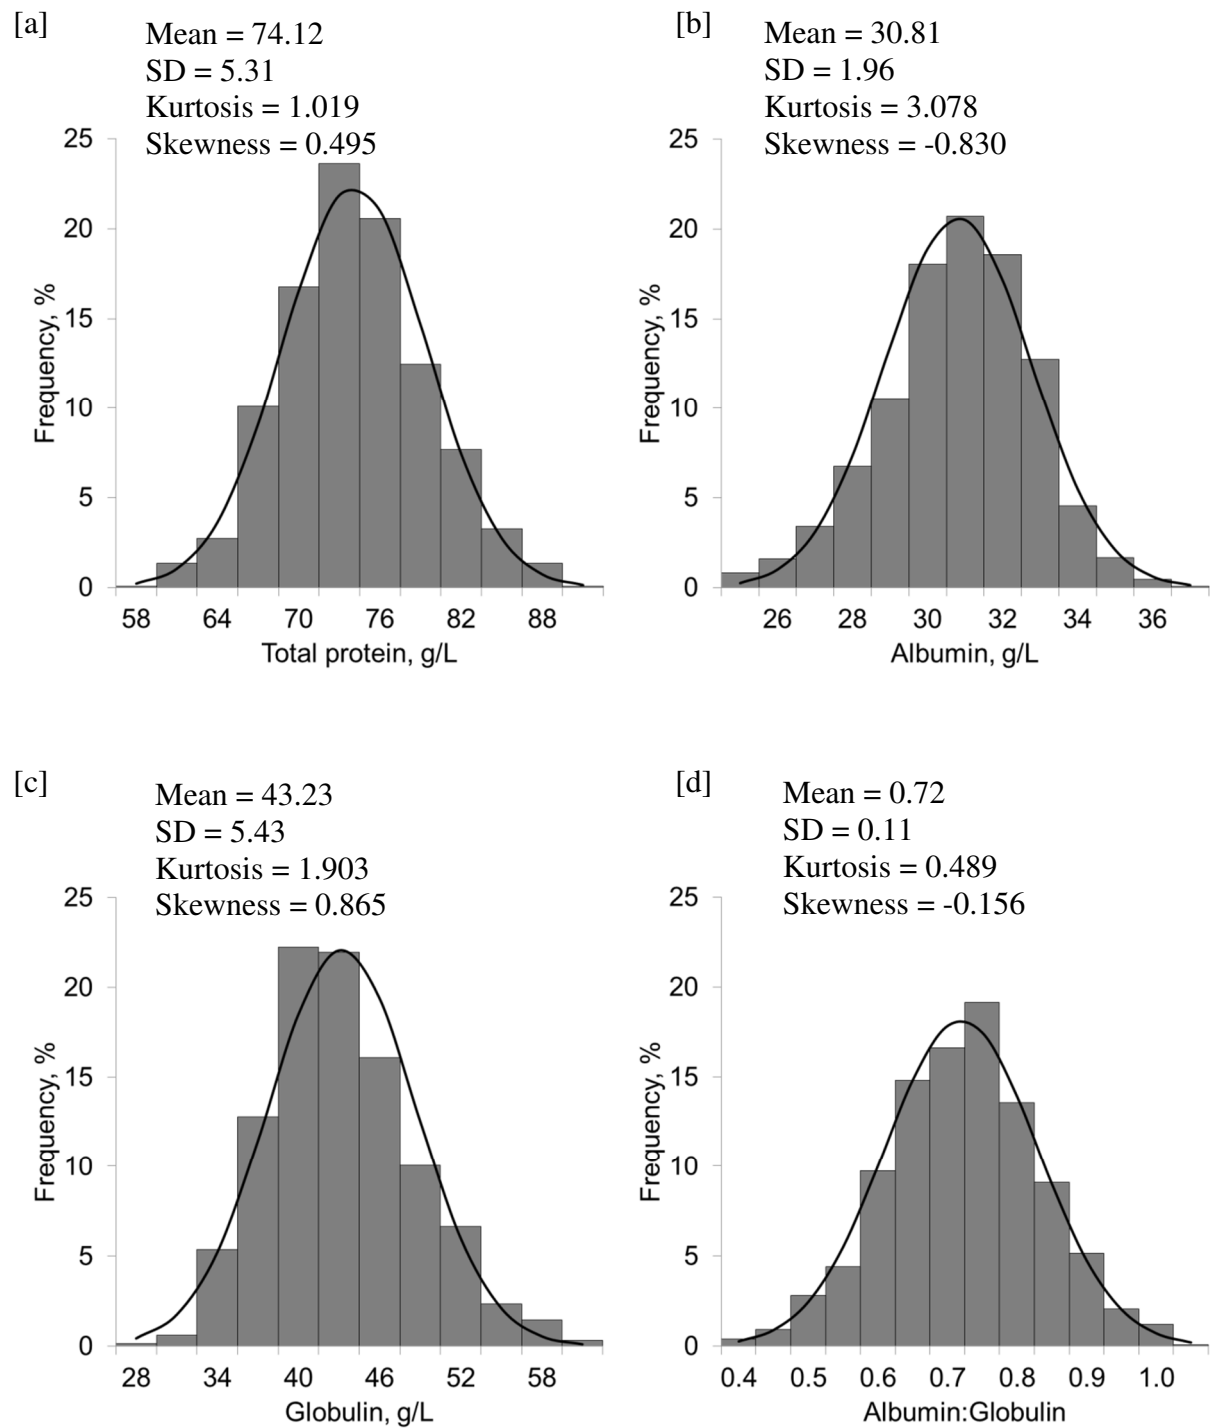 [a]
Mean = 74.12
SD = 5.31
Kurtosis = 1.019
Skewness = 0.495
25
20
15
10
5
0
Frequency, %
58 64 70 76 82 88
Total protein, g/L
[b]
Mean = 30.81
SD = 1.96
Kurtosis = 3.078
Skewness = -0.830
25
20
15
10
5
0
Frequency, %
26 28 30 32 34 36
Albumin, g/L
[c]
Mean = 43.23
SD = 5.43
Kurtosis = 1.903
Skewness = 0.865
25
20
15
10
5
0
Frequency, %
28 34 40 46 52 58
Globulin, g/L
[d]
Mean = 0.72
SD = 0.11
Kurtosis = 0.489
Skewness = -0.156
25
20
15
10
5
0
Frequency, %
0.4 0.5 0.6 0.7 0.8 0.9 1.0
Albumin:Globulin